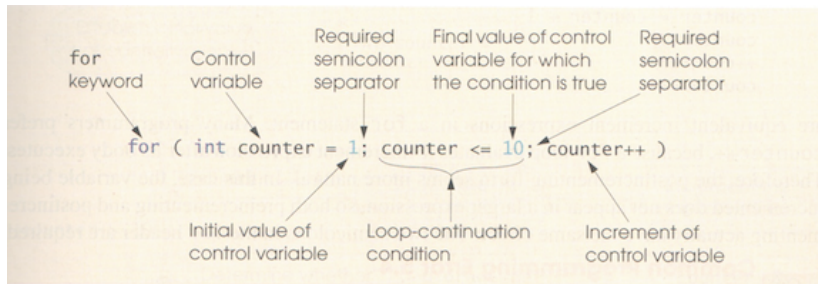 for
keyword
Control
variable
Required
semicolon
separator
Final value of control
variable for which
the condition is true
Required
semicolon
separator
for ( int counter = 1; counter <= 10; counter++ )
Initial value of
control variable
Loop-continuation
condition
Increment of
control variable